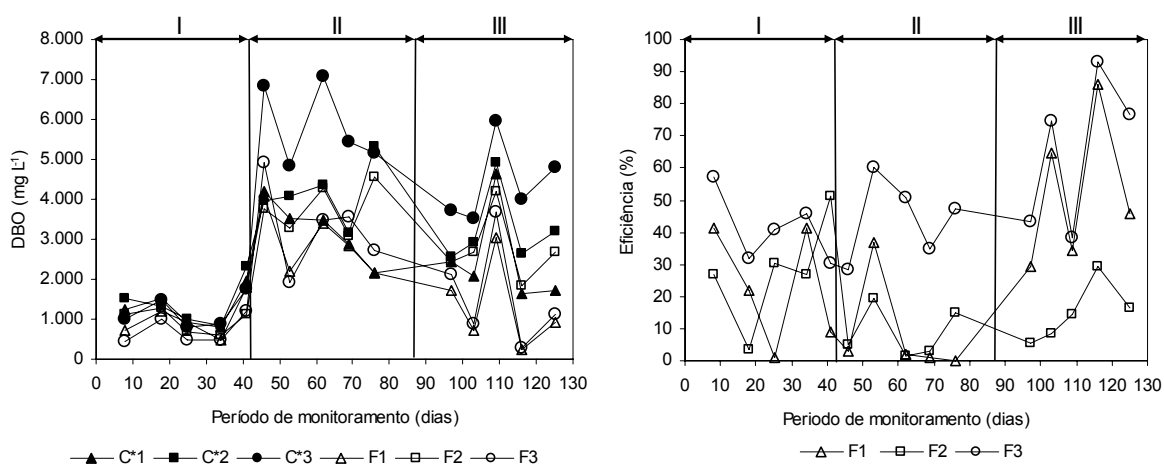 I II III
8.000
7.000
6.000
5.000
4.000
3.000
2.000
1.000
0
DBO (mg L-1)
0 10 20 30 40 50 60 70 80 90 100 110 120 130
Período de monitoramento (dias)
C*1 C*2 C*3 F1 F2 F3
I II III
100
90
80
70
60
50
40
30
20
10
0
Eficiência (%)
0 10 20 30 40 50 60 70 80 90 100 110 120 130
Periodo de monitoramento (dias)
F1 F2 F3